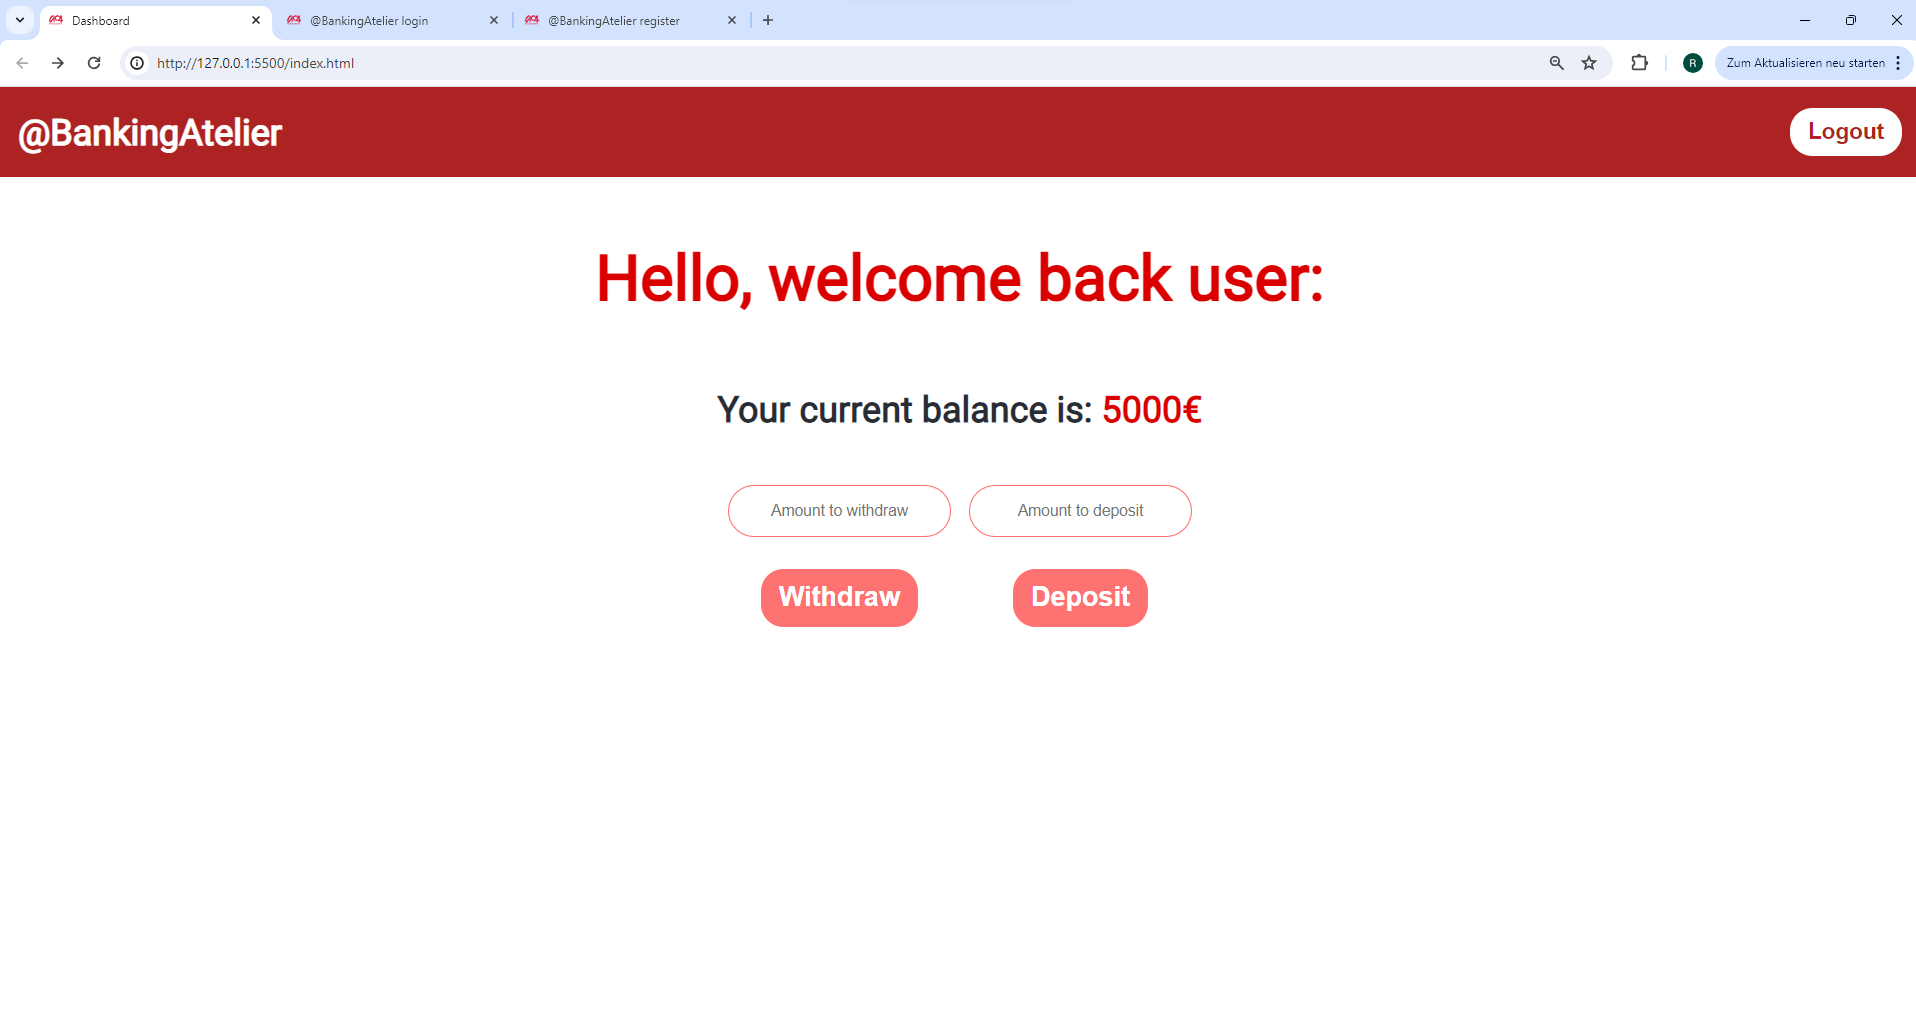 Dashboard
@BankingAtelier login
@BankingAtelier register
http://127.0.0.1:5500/index.html
R
Zum Aktualisieren neu starten
@BankingAtelier
Logout
Hello, welcome back user:
Your current balance is: 5000€
Amount to withdraw
Amount to deposit
Withdraw
Deposit